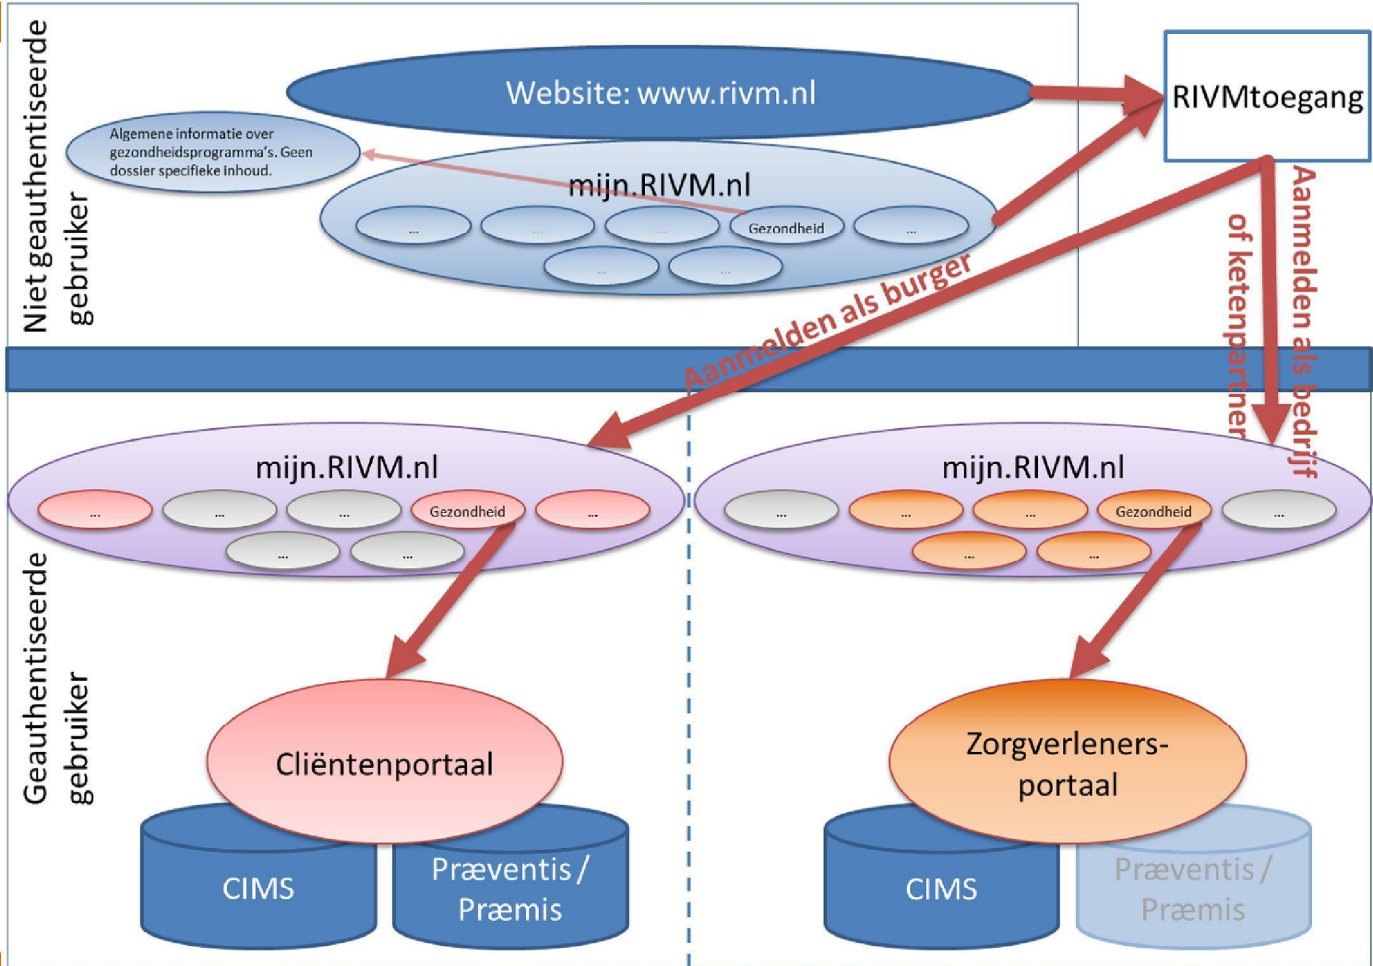 Niet geauthentiseerde
gebruiker
Website: www.rivm.nl
RIVMtoegang
Algemene informatie over
gezondheidsprogramma's. Geen
dossier specifieke inhoud.
mijn.RIVM.nl
...
...
...
Gezondheid
...
...
...
Aanmelden als burger
Aanmelden als bedrijf
of ketenpartner
Geauthentiseerde
gebruiker
mijn.RIVM.nl
...
...
...
Gezondheid
...
...
...
mijn.RIVM.nl
...
...
...
Gezondheid
...
...
...
Cliëntenportaal
CIMS
Præventis /
Præmis
Zorgverleners-
portaal
CIMS
Præventis /
Præmis